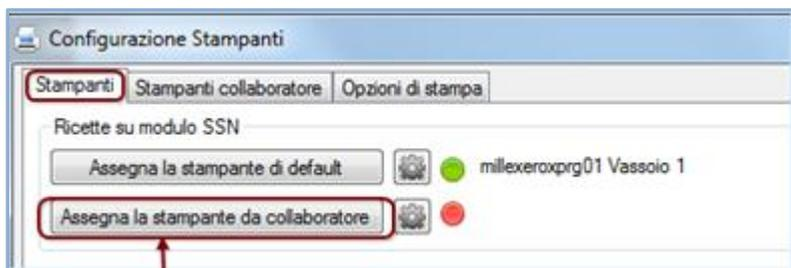 Configurazione Stampanti
Stampanti Stampanti collaboratore Opzioni di stampa
Ricette su modulo SSN
Assegna la stampante di default millexeroxprg01 Vassoio 1
Assegna la stampante da collaboratore